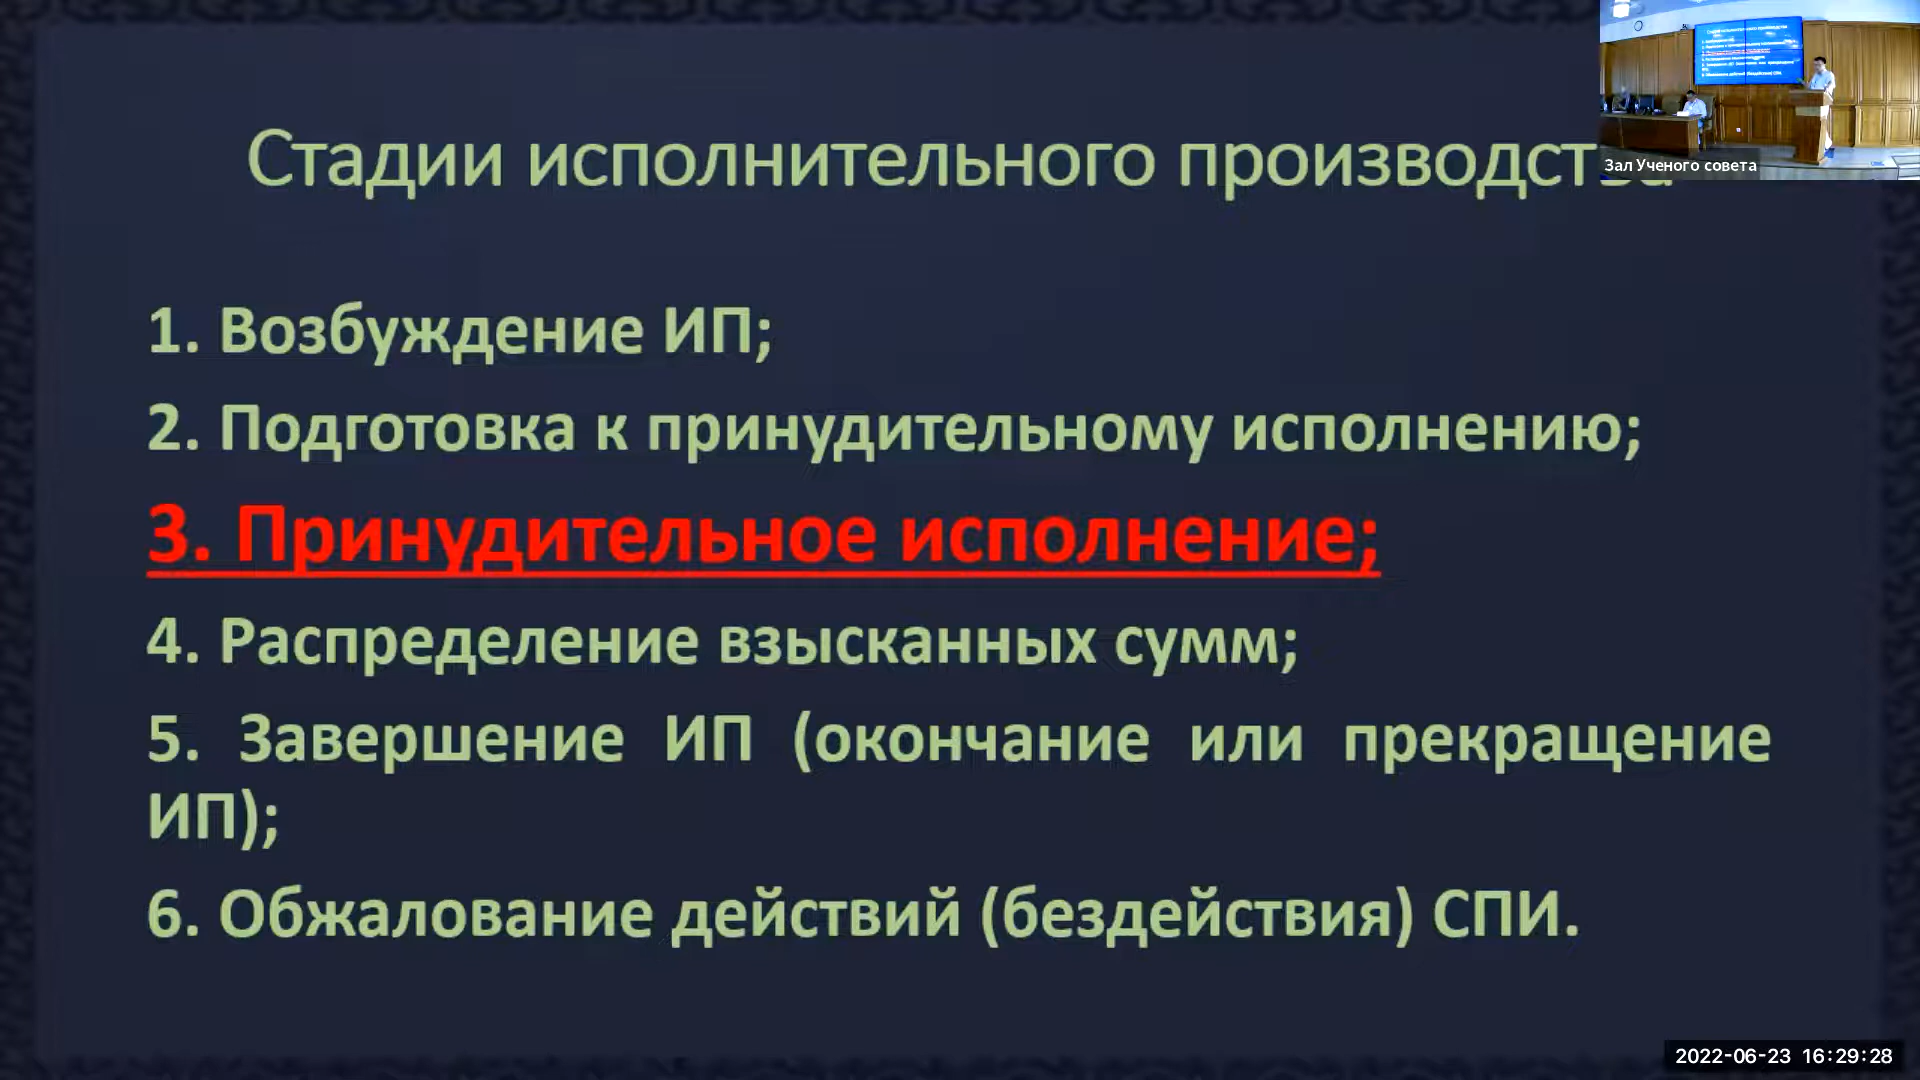 Стадии исполнительного производства
Зал Ученого совета
1. Возбуждение ИП;
2. Подготовка к принудительному исполнению;
3. Принудительное исполнение;
4. Распределение взысканных сумм;
5. Завершение ИП (окончание или прекращение
ИП);
6. Обжалование действий (бездействия) СПИ.
2022-06-23 16:29:28